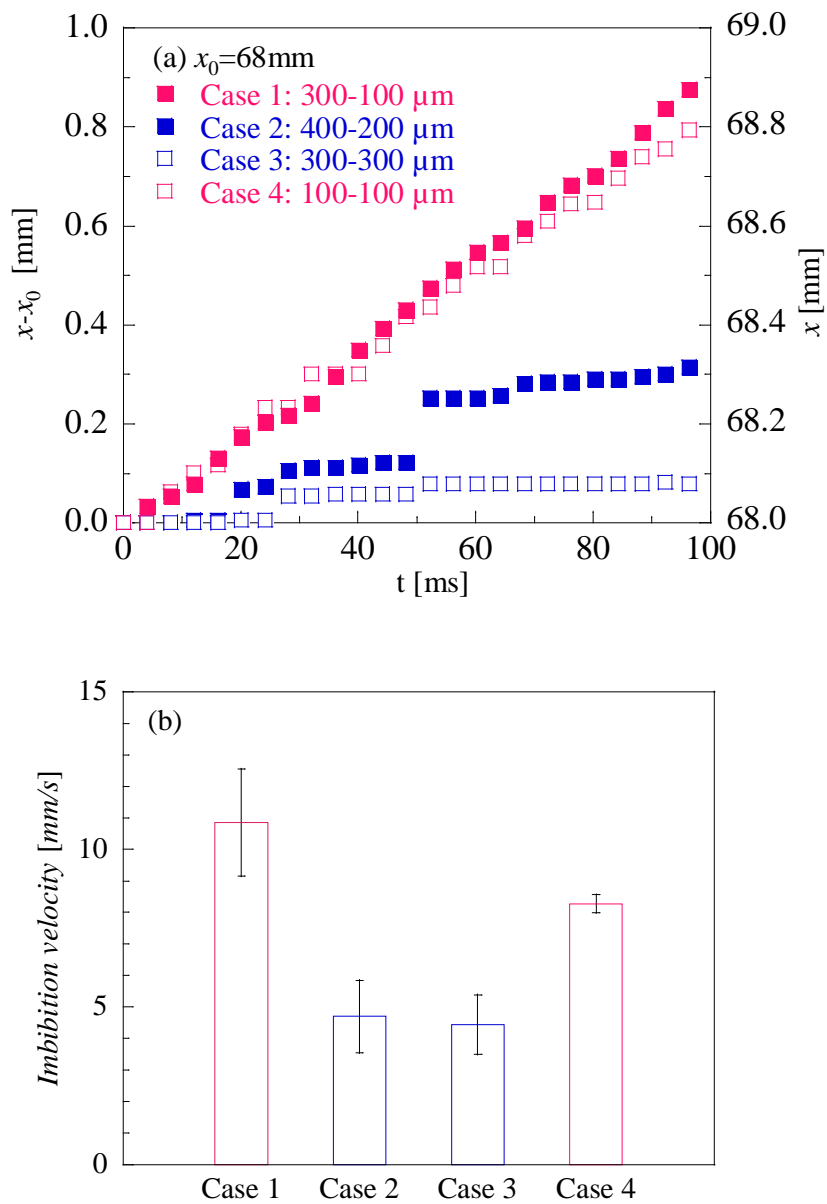 1.0
0.8
0.6
0.4
0.2
0.0
x-x0 [mm]
(a) x0=68mm
Case 1: 300-100 µm
Case 2: 400-200 µm
Case 3: 300-300 µm
Case 4: 100-100 µm
69.0
68.8
68.6
68.4
68.2
68.0
x [mm]
0 20 40 60 80 100
t [ms]
15
10
5
0
Imbibition velocity [mm/s]
(b)
Case 1 Case 2 Case 3 Case 4